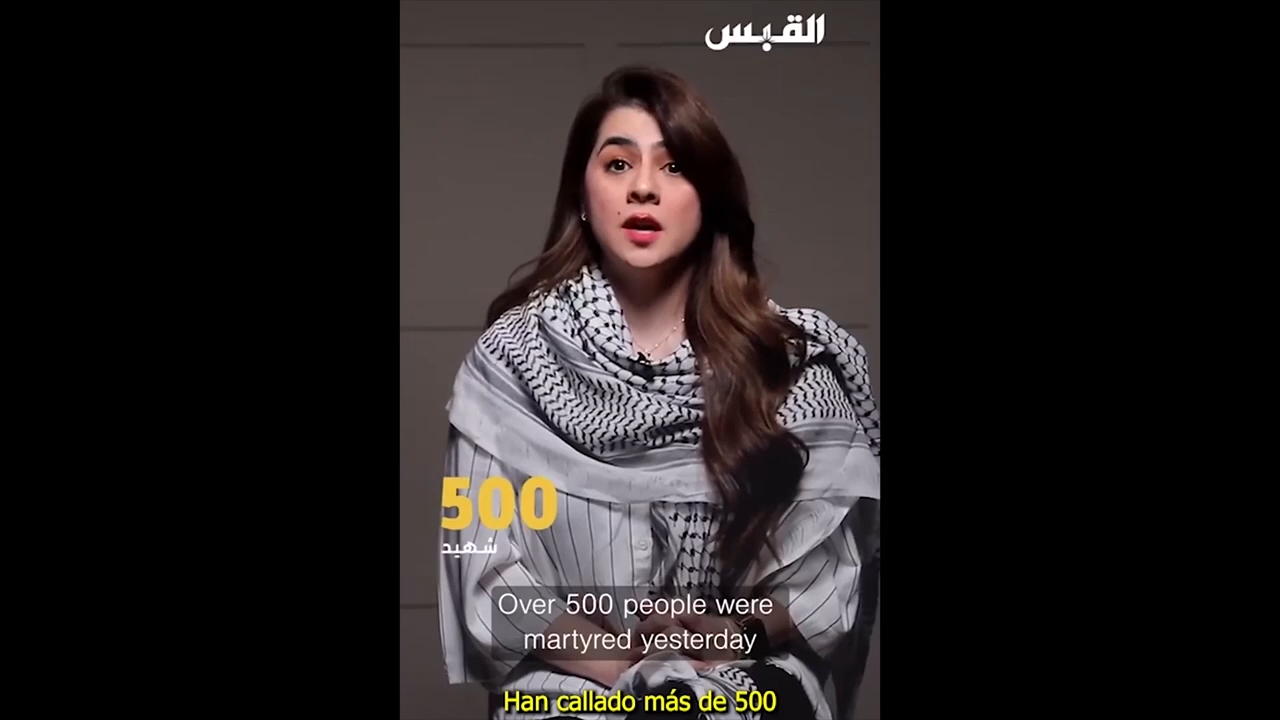 القبس
500
شهيد
Over 500 people were
martyred yesterday
Han callado más de 500